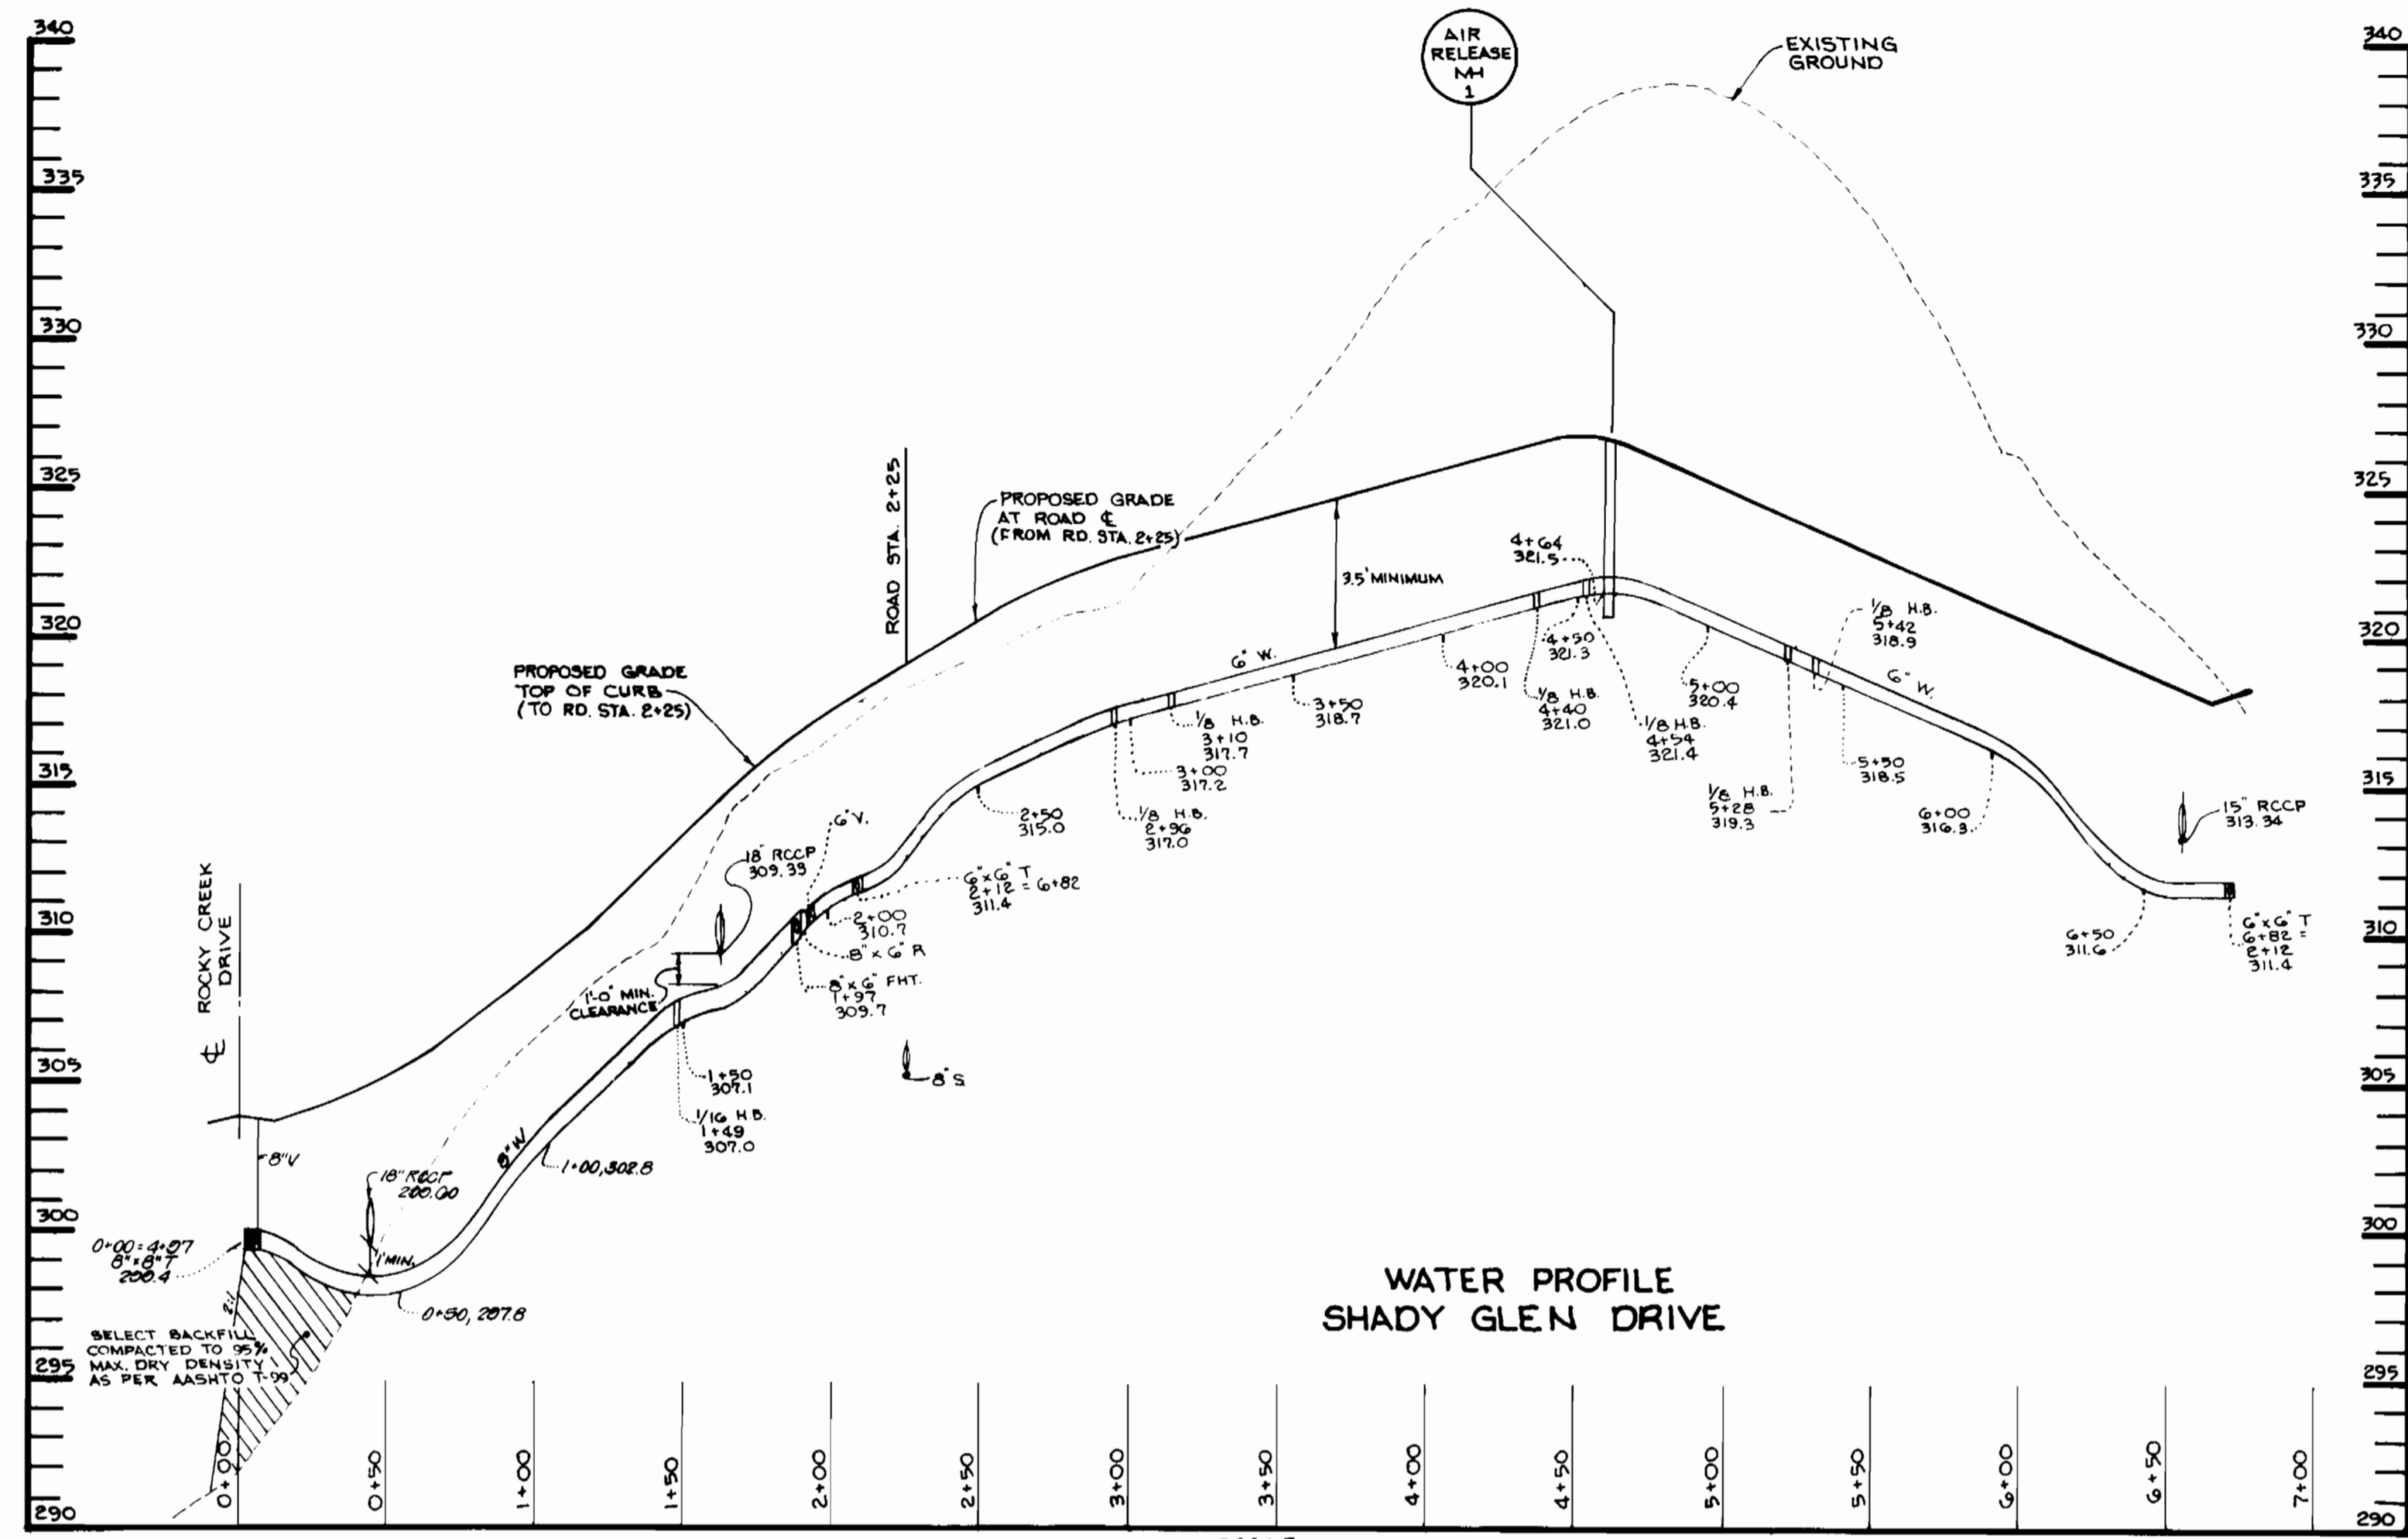 340
335
330
325
320
315
310
305
300
295
290
AIR
RELEASE
MH
1
EXISTING
GROUND
340
335
330
325
320
315
310
305
300
295
290
ROAD STA. 2+25
PROPOSED GRADE
AT ROAD ℄
(FROM RD. STA. 2+25)
PROPOSED GRADE
TOP OF CURB
(TO RD. STA. 2+25)
3.5' MINIMUM
4+64
321.5
6" W.
4+00
320.1
1/8 H.B.
4+40
321.0
4+50
321.3
1/8 H.B.
4+54
321.4
5+00
320.4
1/8 H.B.
5+42
318.9
6" W.
1/8 H.B.
5+28
319.3
5+50
318.5
6+00
316.3
15" RCCP
313.34
6+50
311.6
6"x6" T
6+82 =
2+12
311.4
3+50
318.7
1/8 H.B.
3+10
317.7
3+00
317.2
1/8 H.B.
2+96
317.0
2+50
315.0
6"V.
18" RCCP
309.39
6"x6" T
2+12 = 6+82
311.4
2+00
310.7
8"x6" R
8"x6" FHT.
1+97
309.7
1'-0" MIN.
CLEARANCE
8"S
1+50
307.1
1/16 H.B.
1+49
307.0
8"W
1+00, 302.8
℄ ROCKY CREEK
DRIVE
8"V
18" RCCP
1' MIN.
0+00=4+97
8"x8"T
0+50, 297.8
2:1
SELECT BACKFILL
COMPACTED TO 95%
MAX. DRY DENSITY
AS PER AASHTO T-99
WATER PROFILE
SHADY GLEN DRIVE
0+00
0+50
1+00
1+50
2+00
2+50
3+00
3+50
4+00
4+50
5+00
5+50
6+00
6+50
7+00